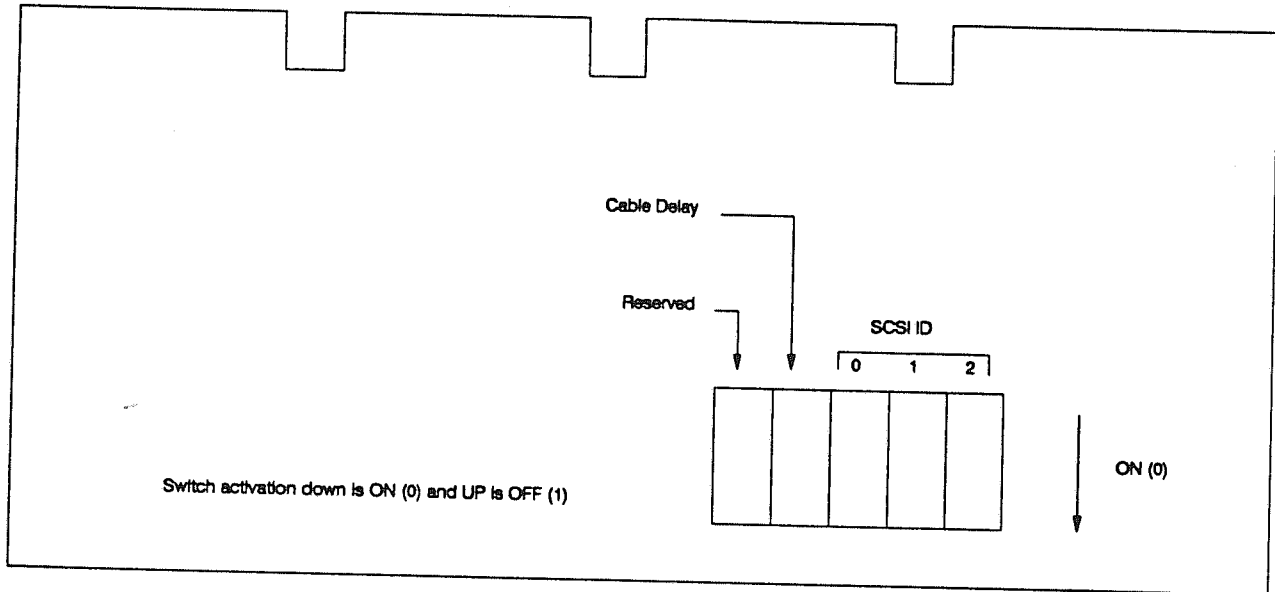 Cable Delay
Reserved
SCSI ID
0 1 2
ON (0)
Switch activation down is ON (0) and UP is OFF (1)